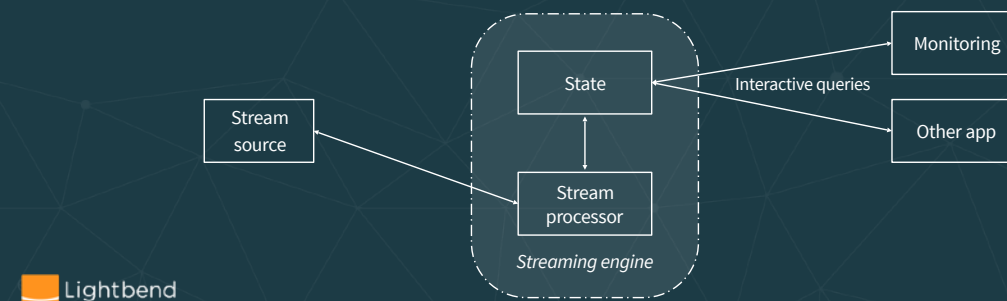 Monitoring
State
Interactive queries
Stream
source
Other app
Stream
processor
Streaming engine
Lightbend